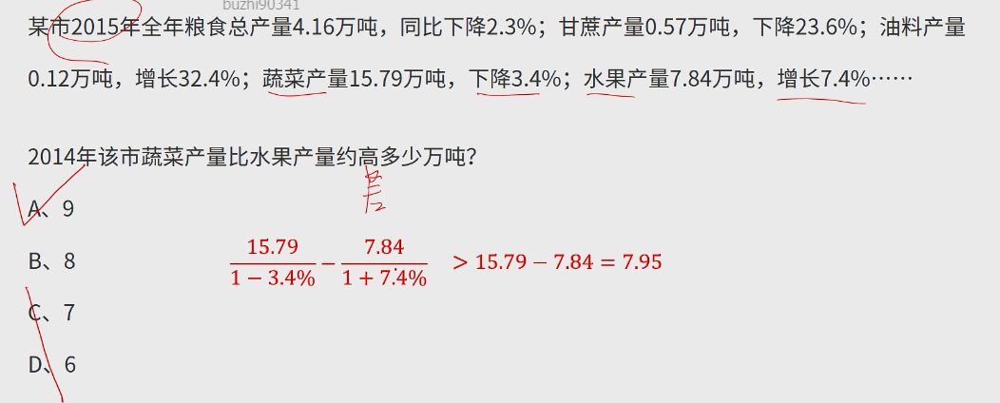 buzhi90341
某市2015年全年粮食总产量4.16万吨，同比下降2.3%；甘蔗产量0.57万吨，下降23.6%；油料产量
0.12万吨，增长32.4%；蔬菜产量15.79万吨，下降3.4%；水果产量7.84万吨，增长7.4%……
2014年该市蔬菜产量比水果产量约高多少万吨？
差
A、9
B、8
15.79/(1−3.4%) − 7.84/(1+7.4%) > 15.79 − 7.84 = 7.95
C、7
D、6